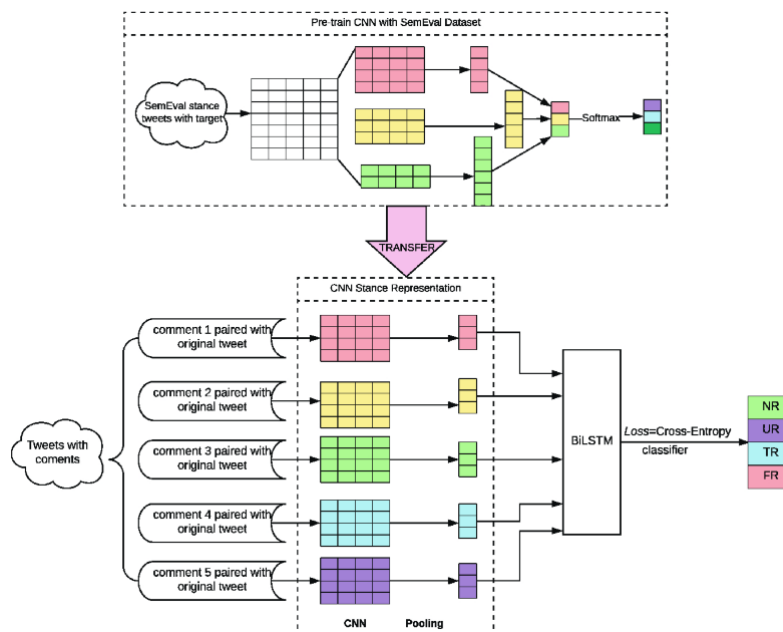 Pre-train CNN with SemEval Dataset
SemEval stance
tweets with target
Softmax
TRANSFER
CNN Stance Representation
comment 1 paired with
original tweet
comment 2 paired with
original tweet
comment 3 paired with
original tweet
comment 4 paired with
original tweet
comment 5 paired with
original tweet
Tweets with
coments
BiLSTM
Loss=Cross-Entropy
classifier
NR
UR
TR
FR
CNN
Pooling